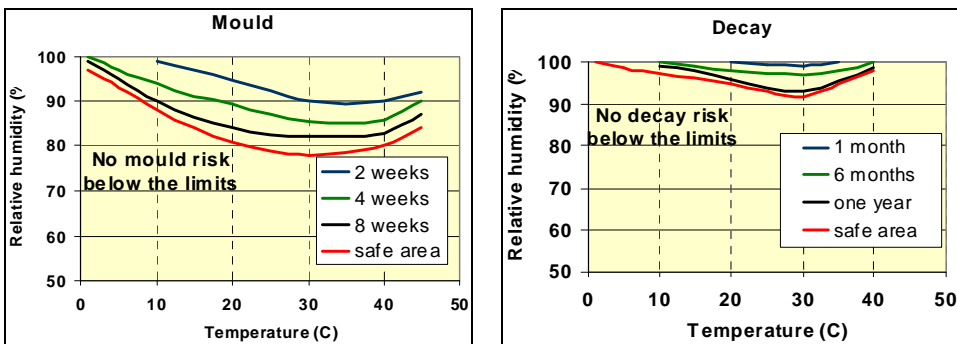 Mould
Relative humidity (%
100
90
80
70
60
50
No mould risk
below the limits
2 weeks
4 weeks
8 weeks
safe area
0 10 20 30 40 50
Temperature (C)
Decay
Relative humidity (%
100
90
80
70
60
50
No decay risk
below the limits
1 month
6 months
one year
safe area
0 10 20 30 40 50
Temperature (C)